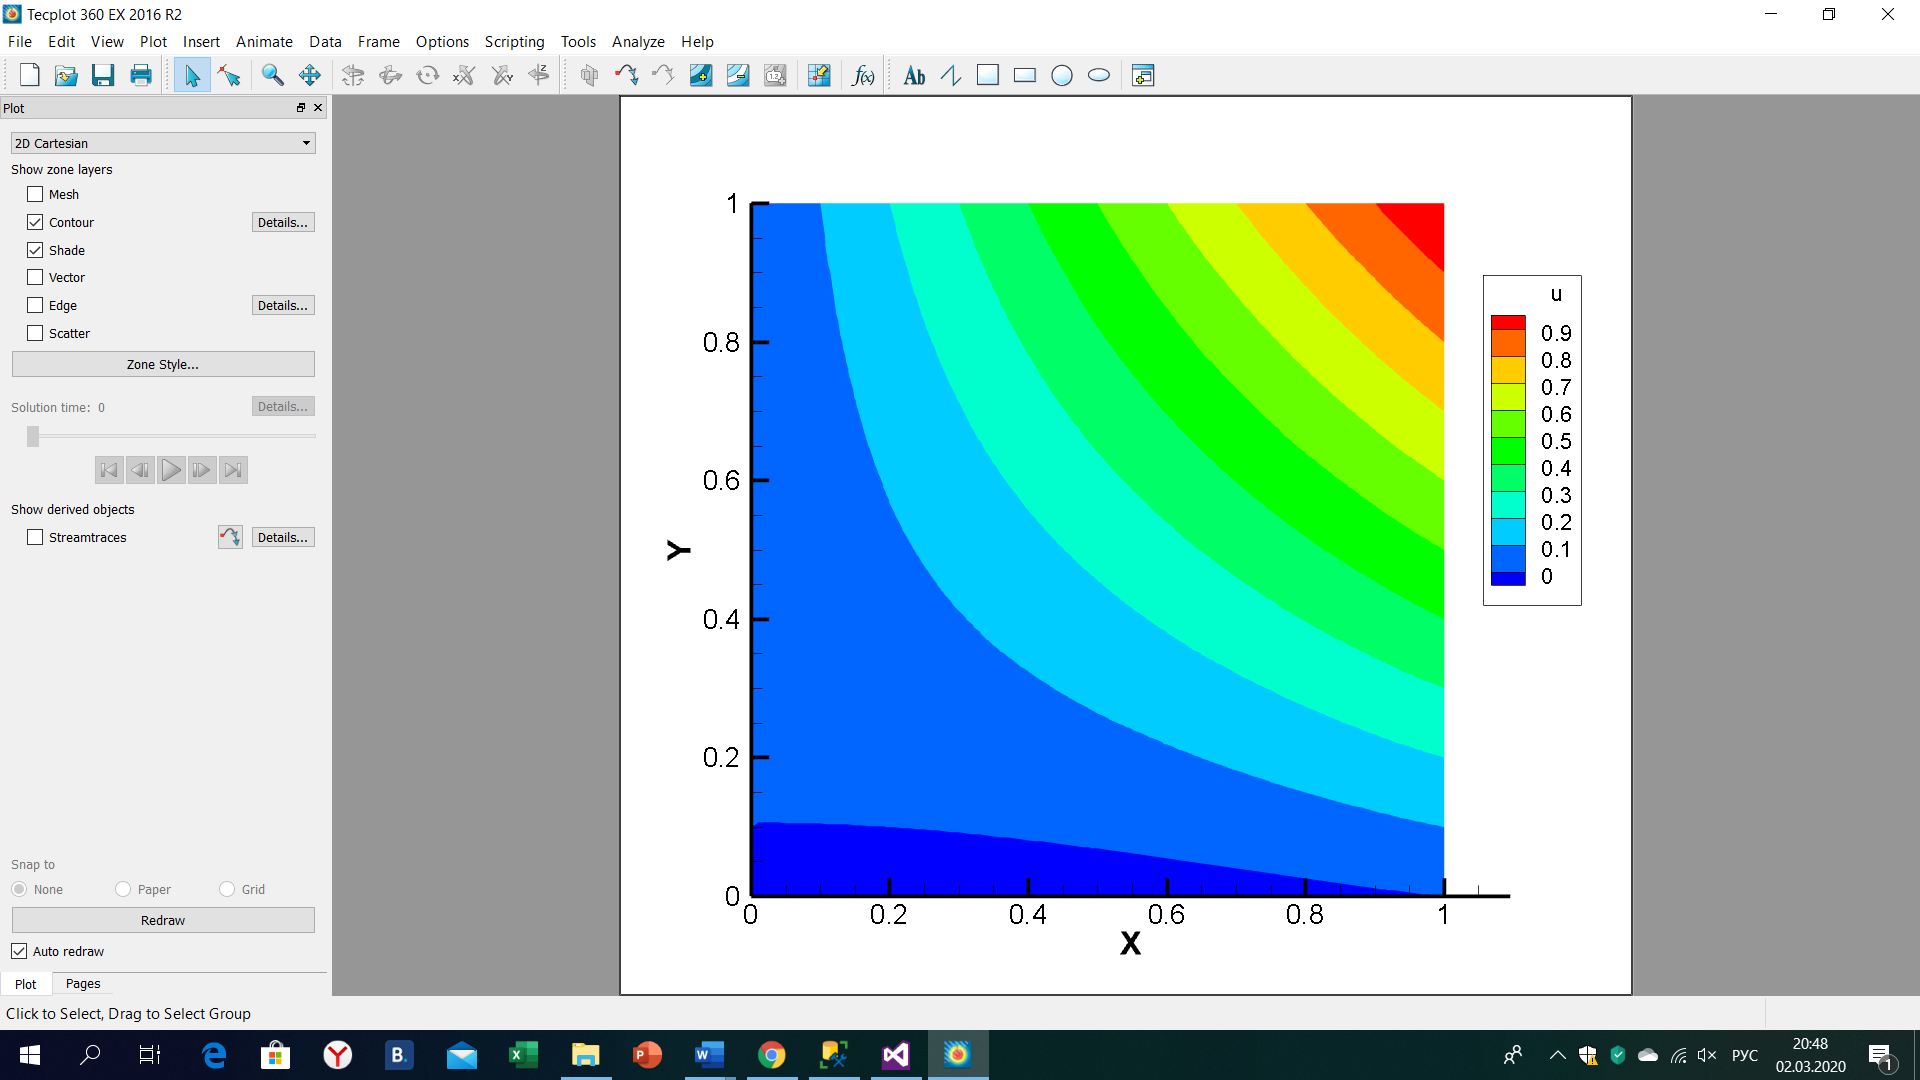 Tecplot 360 EX 2016 R2
File Edit View Plot Insert Animate Data Frame Options Scripting Tools Analyze Help
Ab
Plot
2D Cartesian
Show zone layers
Mesh
Contour Details...
Shade
Vector
Edge Details...
Scatter
Zone Style...
Solution time: 0 Details...
Show derived objects
Streamtraces Details...
Snap to
None Paper Grid
Redraw
Auto redraw
Plot Pages
Click to Select, Drag to Select Group
1
0.8
0.6
0.4
0.2
0
Y
0 0.2 0.4 0.6 0.8 1
X
u
0.9
0.8
0.7
0.6
0.5
0.4
0.3
0.2
0.1
0
B.
РУС
20:48
02.03.2020
1